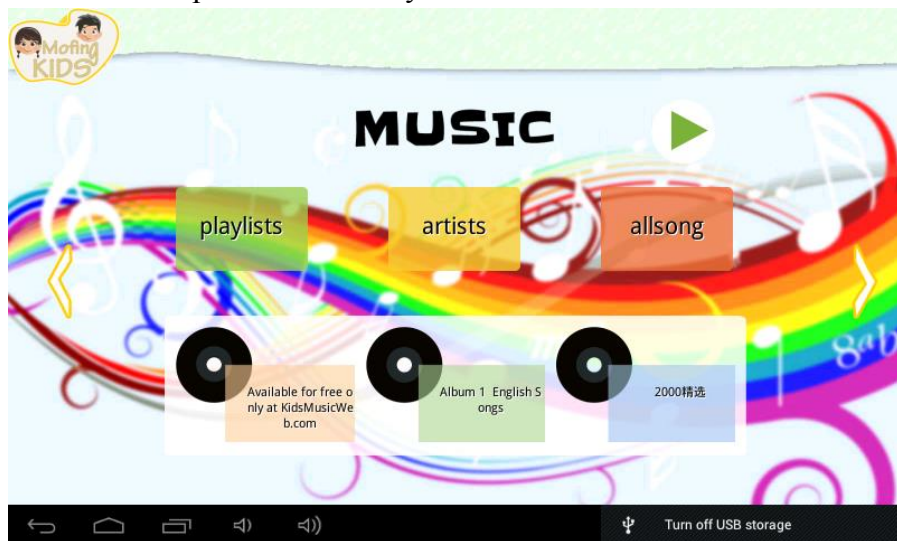 Mofing
KIDS
MUSIC
playlists
artists
allsong
Available for free o
nly at KidsMusicWe
b.com
Album 1 English S
ongs
2000精选
Turn off USB storage